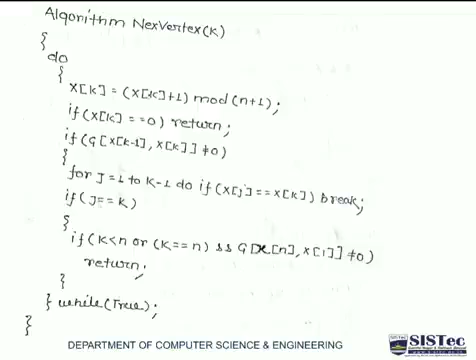 Algorithm NexVertex(K)
{
do
{
X[K] = (X[K]+1) mod (n+1);
if (X[K] == 0) return;
if (G[X[K-1], X[K]] ≠ 0)
{
for J=1 to K-1 do if (X[J] == X[K]) break;
if (J == K)
{
if (K<n or (K==n) && G[X[n], X[1]] ≠ 0)
return;
}
} while (True);
}
SISTec
DEPARTMENT OF COMPUTER SCIENCE & ENGINEERING